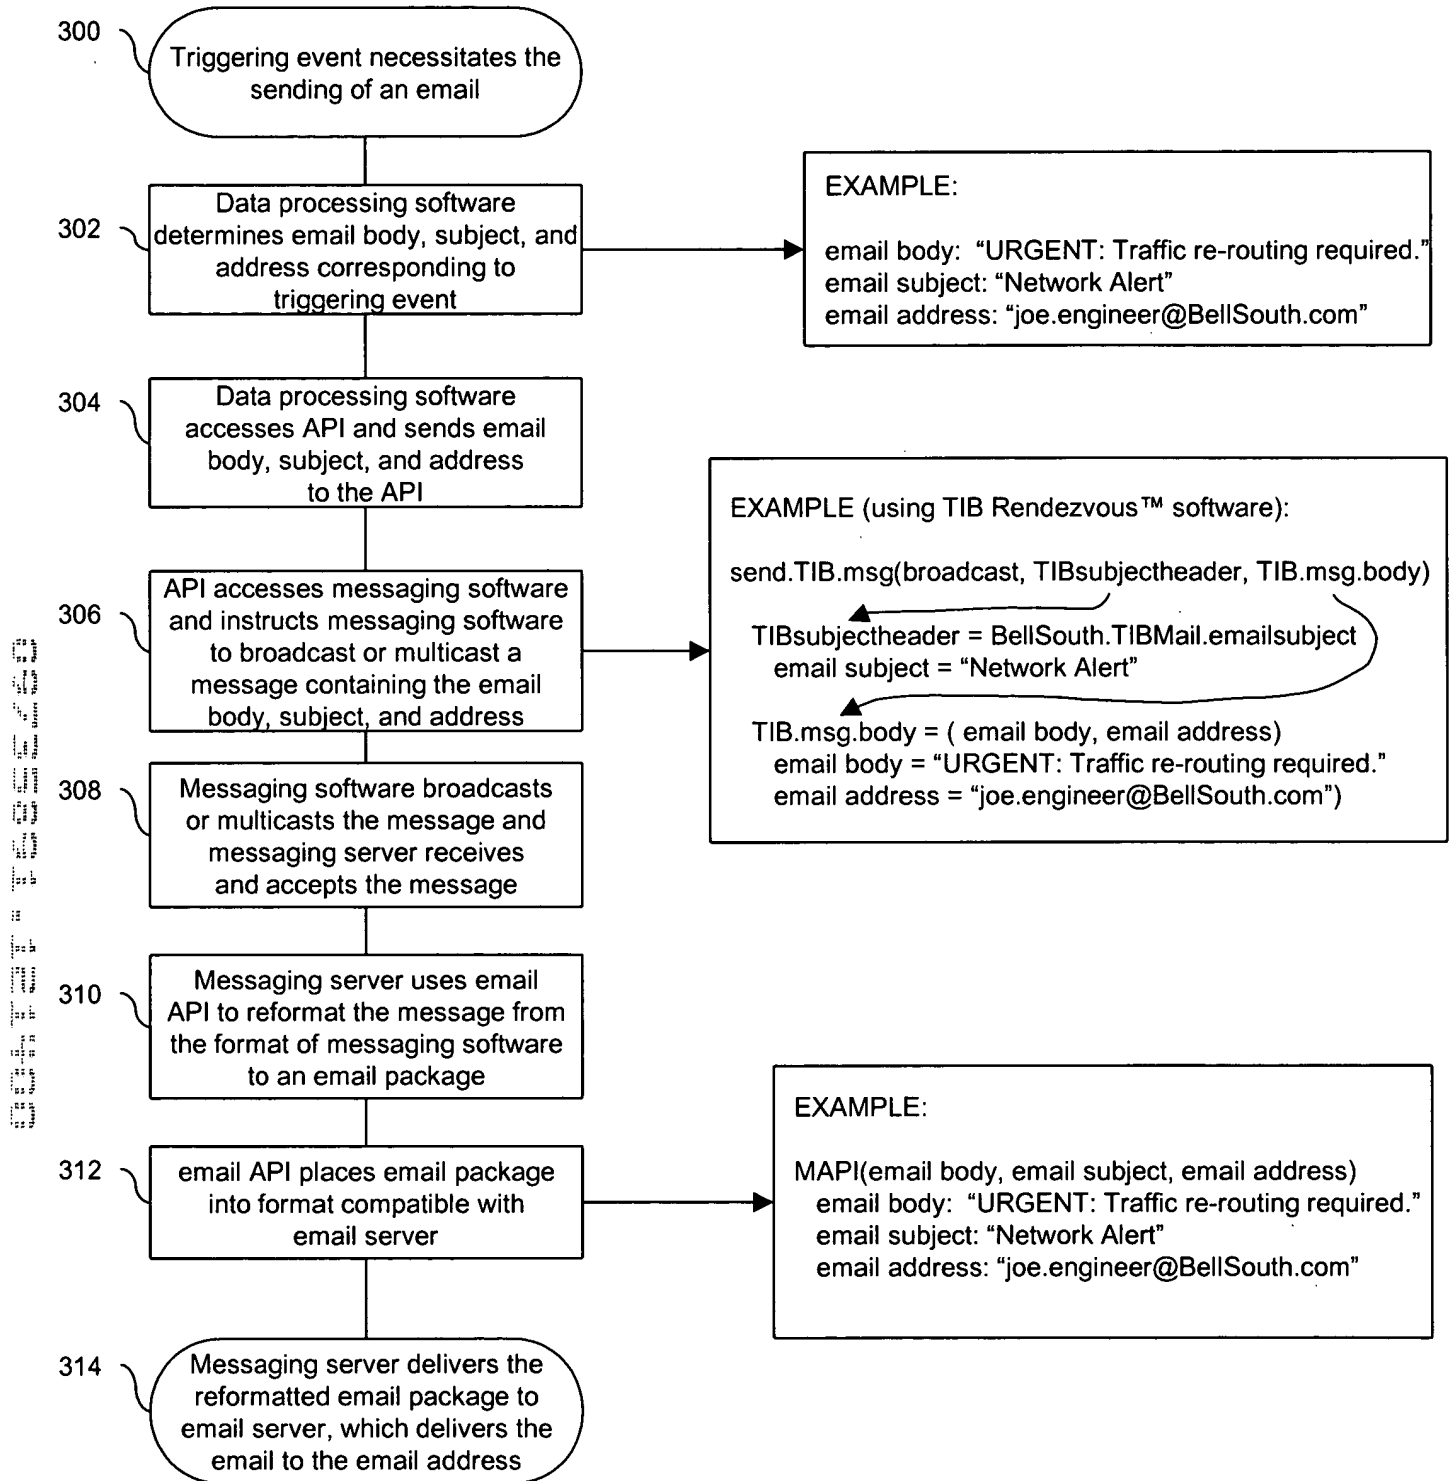 300
Triggering event necessitates the
sending of an email
302
Data processing software
determines email body, subject, and
address corresponding to
triggering event
EXAMPLE:
email body: “URGENT: Traffic re-routing required.”
email subject: “Network Alert”
email address: “joe.engineer@BellSouth.com”
304
Data processing software
accesses API and sends email
body, subject, and address
to the API
306
API accesses messaging software
and instructs messaging software
to broadcast or multicast a
message containing the email
body, subject, and address
EXAMPLE (using TIB Rendezvous™ software):
send.TIB.msg(broadcast, TIBsubjectheader, TIB.msg.body)
TIBsubjectheader = BellSouth.TIBMail.emailsubject
email subject = “Network Alert”
TIB.msg.body = ( email body, email address)
email body = “URGENT: Traffic re-routing required.”
email address = “joe.engineer@BellSouth.com”)
308
Messaging software broadcasts
or multicasts the message and
messaging server receives
and accepts the message
310
Messaging server uses email
API to reformat the message from
the format of messaging software
to an email package
312
email API places email package
into format compatible with
email server
EXAMPLE:
MAPI(email body, email subject, email address)
email body: “URGENT: Traffic re-routing required.”
email subject: “Network Alert”
email address: “joe.engineer@BellSouth.com”
314
Messaging server delivers the
reformatted email package to
email server, which delivers the
email to the email address